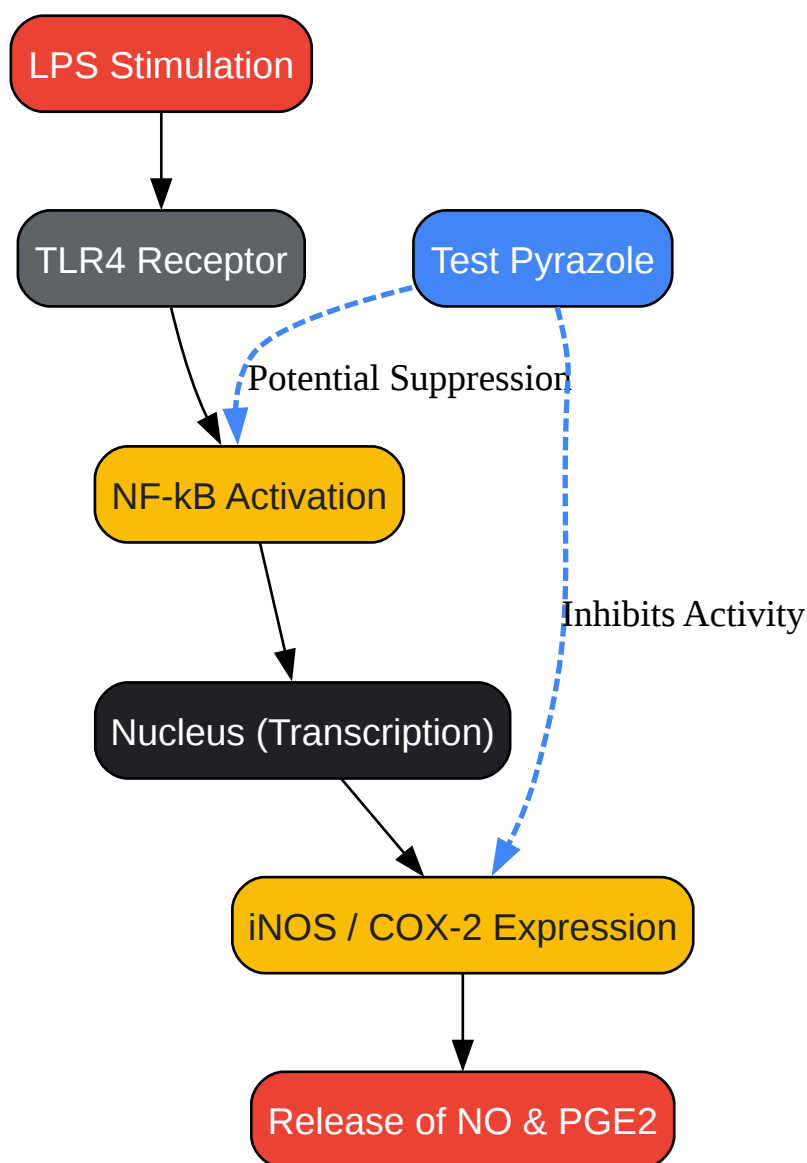 LPS Stimulation
TLR4 Receptor
Test Pyrazole
Potential Suppression
NF-kB Activation
Inhibits Activity
Nucleus (Transcription)
iNOS / COX-2 Expression
Release of NO & PGE2